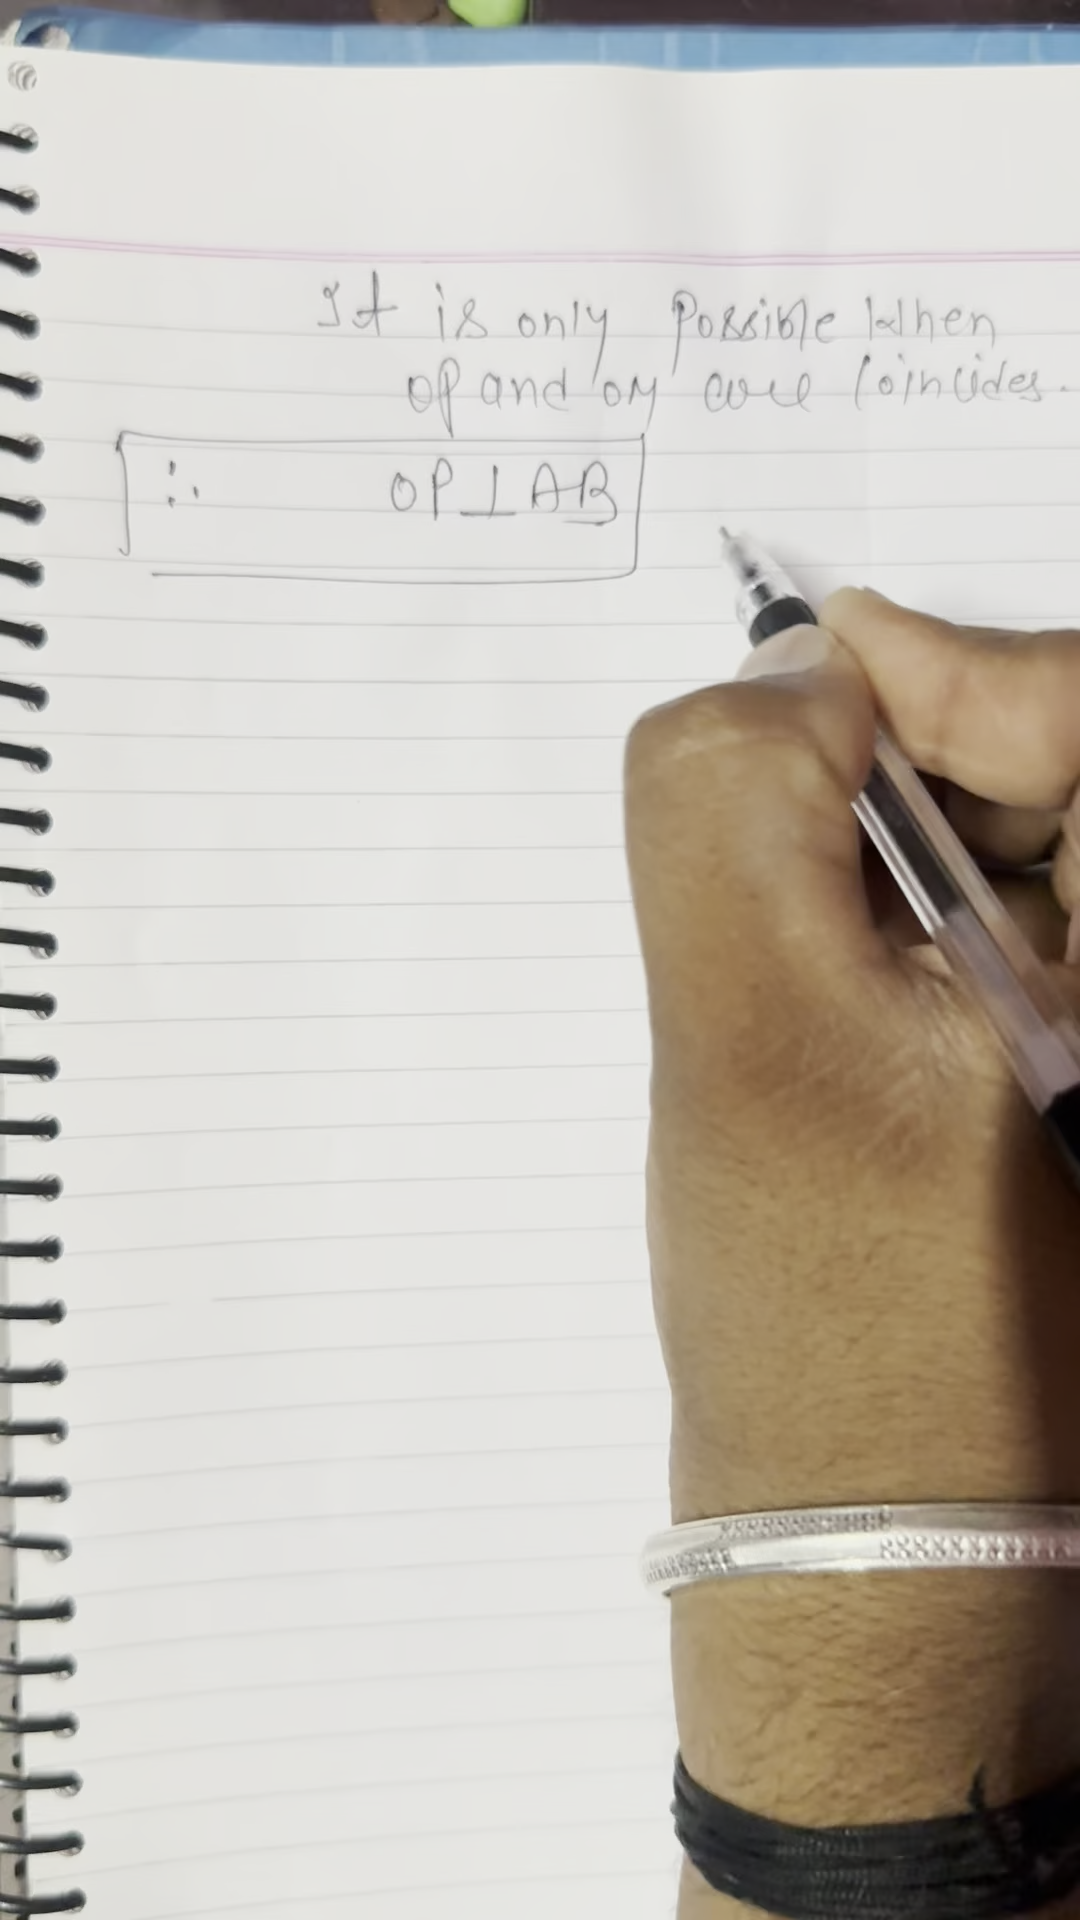 It is only possible when
OP and OM are Coincides.
∴ OP ⊥ AB